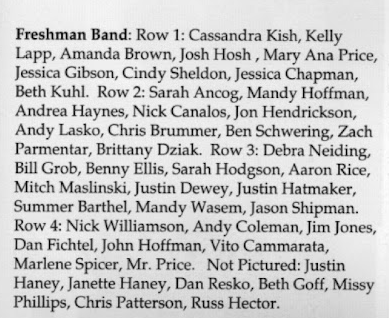 Freshman Band: Row 1: Cassandra Kish, Kelly
Lapp, Amanda Brown, Josh Hosh , Mary Ana Price,
Jessica Gibson, Cindy Sheldon, Jessica Chapman,
Beth Kuhl.  Row 2: Sarah Ancog, Mandy Hoffman,
Andrea Haynes, Nick Canalos, Jon Hendrickson,
Andy Lasko, Chris Brummer, Ben Schwering, Zach
Parmentar, Brittany Dziak.  Row 3: Debra Neiding,
Bill Grob, Benny Ellis, Sarah Hodgson, Aaron Rice,
Mitch Maslinski, Justin Dewey, Justin Hatmaker,
Summer Barthel, Mandy Wasem, Jason Shipman.
Row 4: Nick Williamson, Andy Coleman, Jim Jones,
Dan Fichtel, John Hoffman, Vito Cammarata,
Marlene Spicer, Mr. Price.   Not Pictured: Justin
Haney, Janette Haney, Dan Resko, Beth Goff, Missy
Phillips, Chris Patterson, Russ Hector.